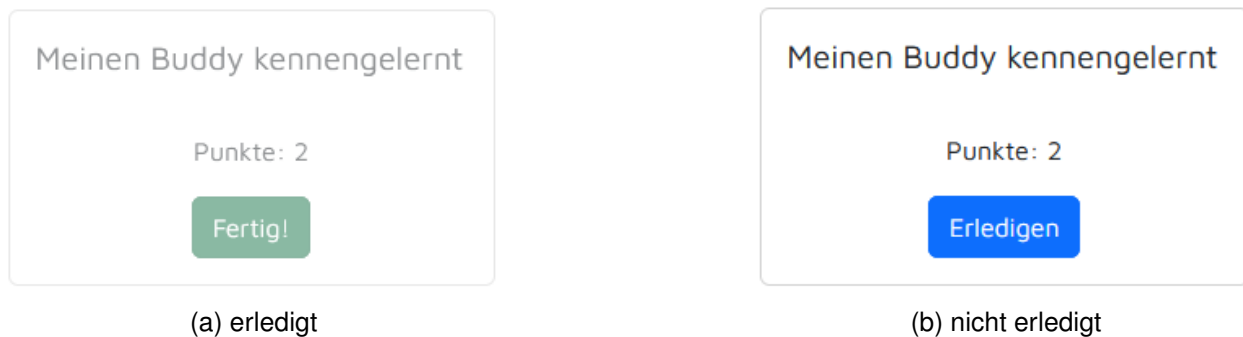 Meinen Buddy kennengelernt
Punkte: 2
Fertig!
(a) erledigt
Meinen Buddy kennengelernt
Punkte: 2
Erledigen
(b) nicht erledigt